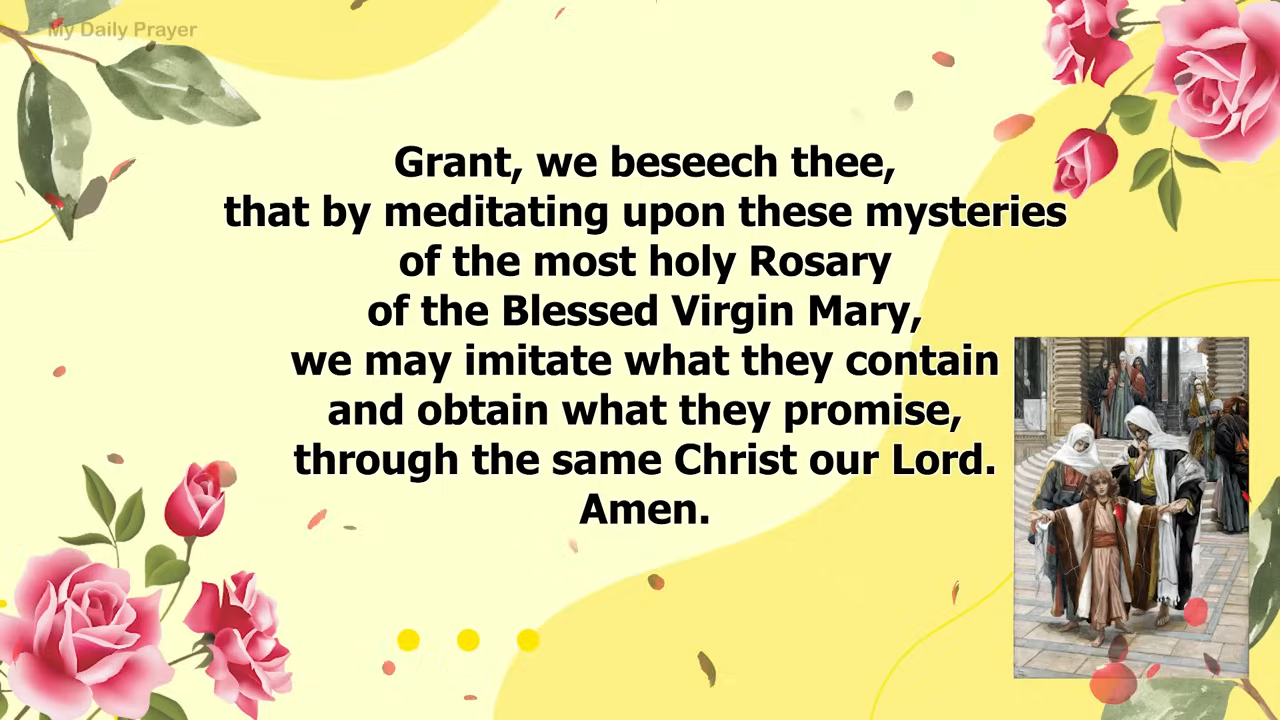 My Daily Prayer
Grant, we beseech thee,
that by meditating upon these mysteries
of the most holy Rosary
of the Blessed Virgin Mary,
we may imitate what they contain
and obtain what they promise,
through the same Christ our Lord.
Amen.